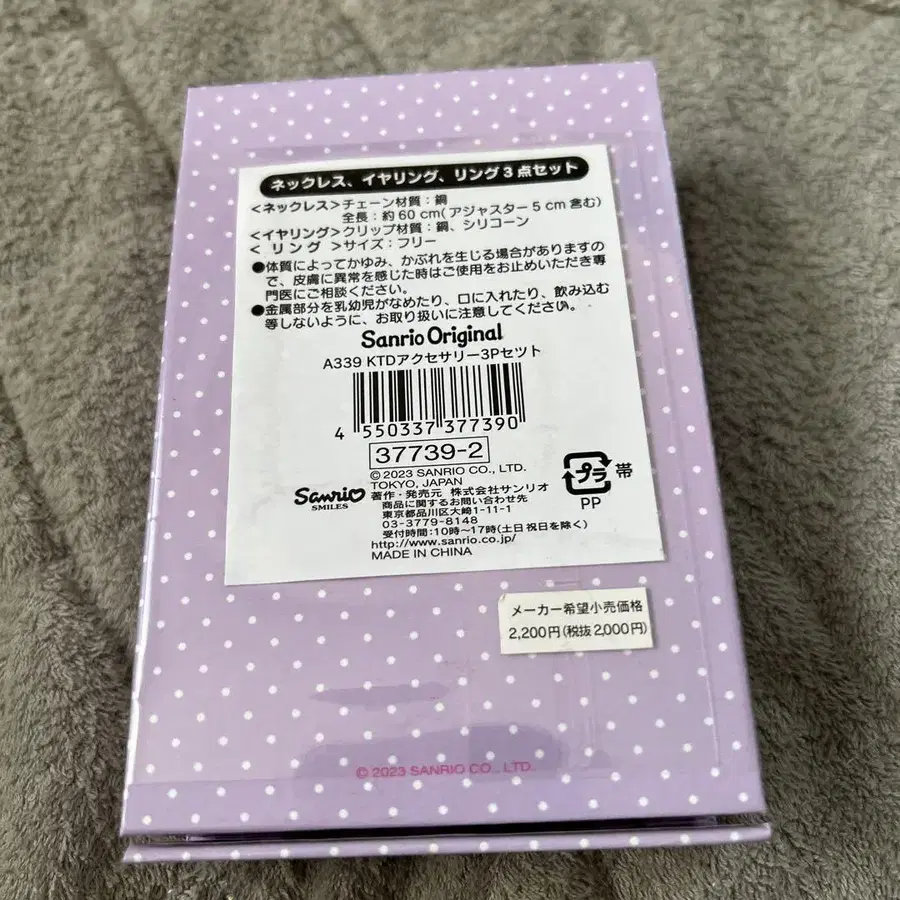 ネックレス、イヤリング、リング3点セット
<ネックレス>チェーン材質:鋼
全長:約60cm(アジャスター5cm含む)
<イヤリング>クリップ材質:鋼、シリコーン
<リング>サイズ:フリー
●体質によってかゆみ、かぶれを生じる場合がありますの
で、皮膚に異常を感じた時はご使用をお止めいただき専
門医にご相談ください。
●金属部分を乳幼児がなめたり、口に入れたり、飲み込む
等しないように、お取り扱いに注意してください。
Sanrio Original
A339 KTDアクセサリー3Pセツト
4 550337 377390
37739-2
© 2023 SANRIO CO., LTD.
TOKYO, JAPAN
Sanrio
SMILES
著作・発売元 株式会社サンリオ
商品に関するお問い合わせ先
東京都品川区大崎1-11-1
03-3779-8148
受付時間:10時~17時(土日祝日を除く)
http://www.sanrio.co.jp/
MADE IN CHINA
プラ 帯
PP
メーカー希望小売価格
2,200円(税抜2,000円)
© 2023 SANRIO CO., LTD.